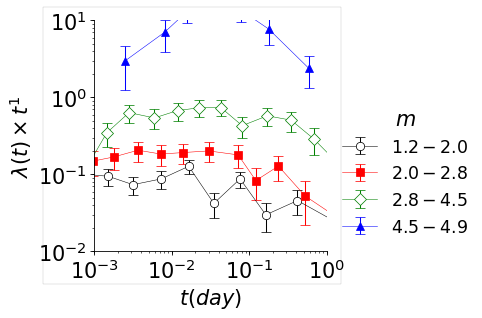 10¹
10⁰
10⁻¹
10⁻²
λ(t) × t¹
10⁻³ 10⁻² 10⁻¹ 10⁰
t(day)
m
1.2 − 2.0
2.0 − 2.8
2.8 − 4.5
4.5 − 4.9